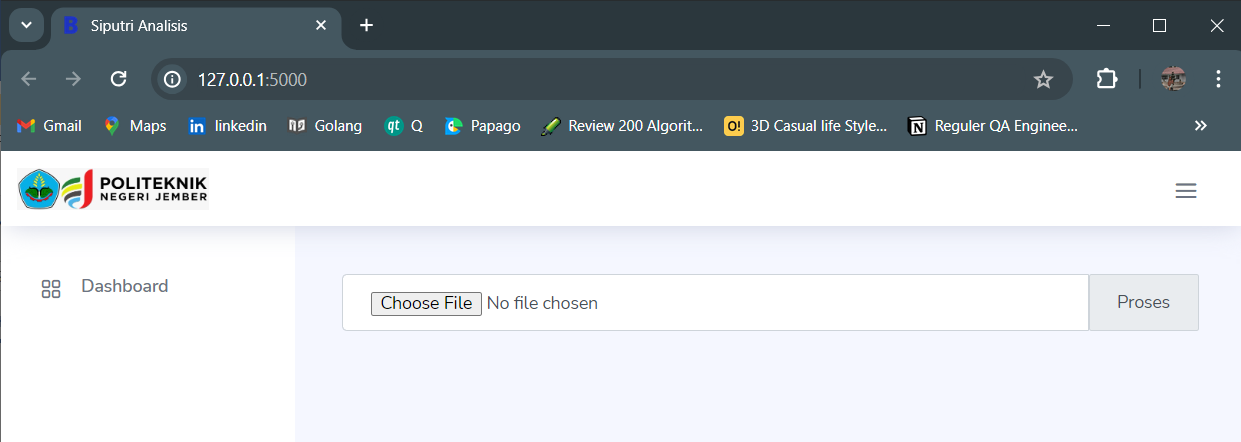 Siputri Analisis
127.0.0.1:5000
Gmail Maps linkedin Golang Q Papago Review 200 Algorit... 3D Casual life Style... Reguler QA Enginee...
POLITEKNIK
NEGERI JEMBER
Dashboard
Choose File No file chosen Proses